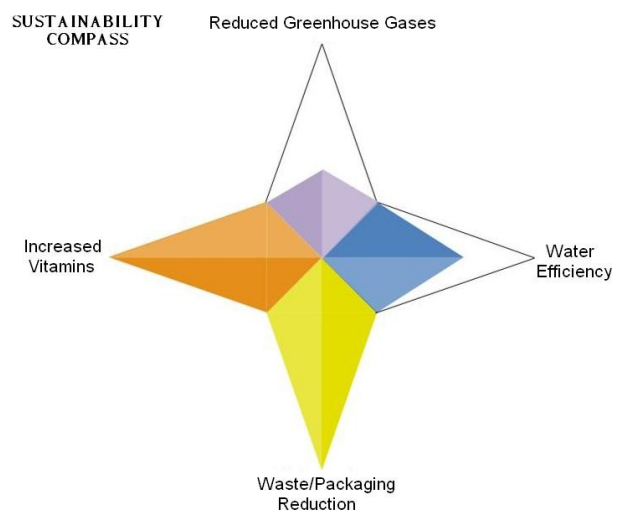 SUSTAINABILITY
COMPASS
Reduced Greenhouse Gases
Increased
Vitamins
Water
Efficiency
Waste/Packaging
Reduction